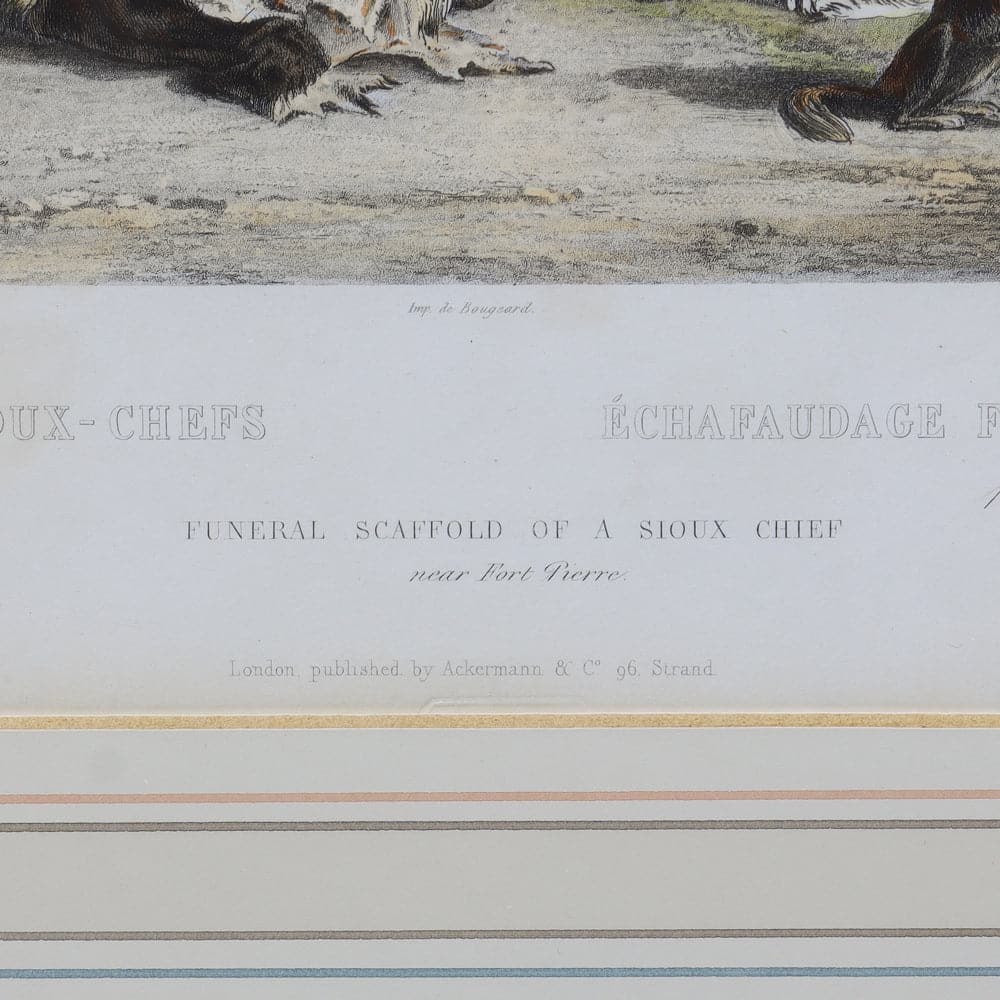 Imp. de Bougeard.
OUX-CHEFS ÉCHAFAUDAGE F
FUNERAL SCAFFOLD OF A SIOUX CHIEF
near Fort Pierre.
London, published by Ackermann & Cº 96, Strand.